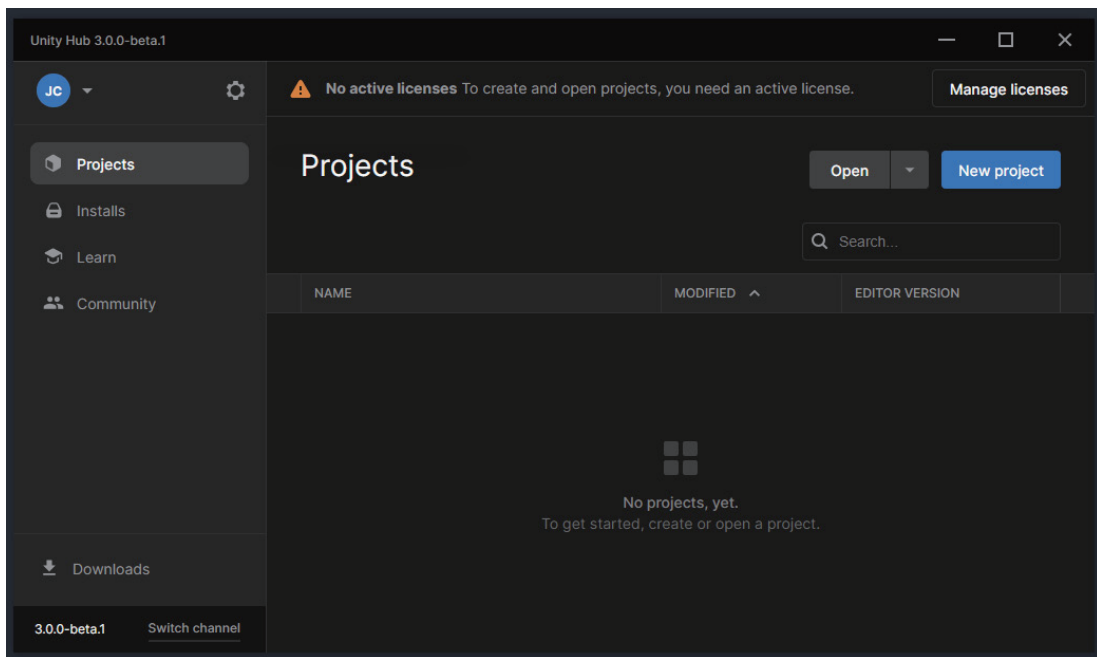 Unity Hub 3.0.0-beta.1
JC
No active licenses To create and open projects, you need an active license.
Manage licenses
Projects
Installs
Learn
Community
Projects
Open
New project
Search...
NAME
MODIFIED
EDITOR VERSION
No projects, yet.
To get started, create or open a project.
Downloads
3.0.0-beta.1
Switch channel